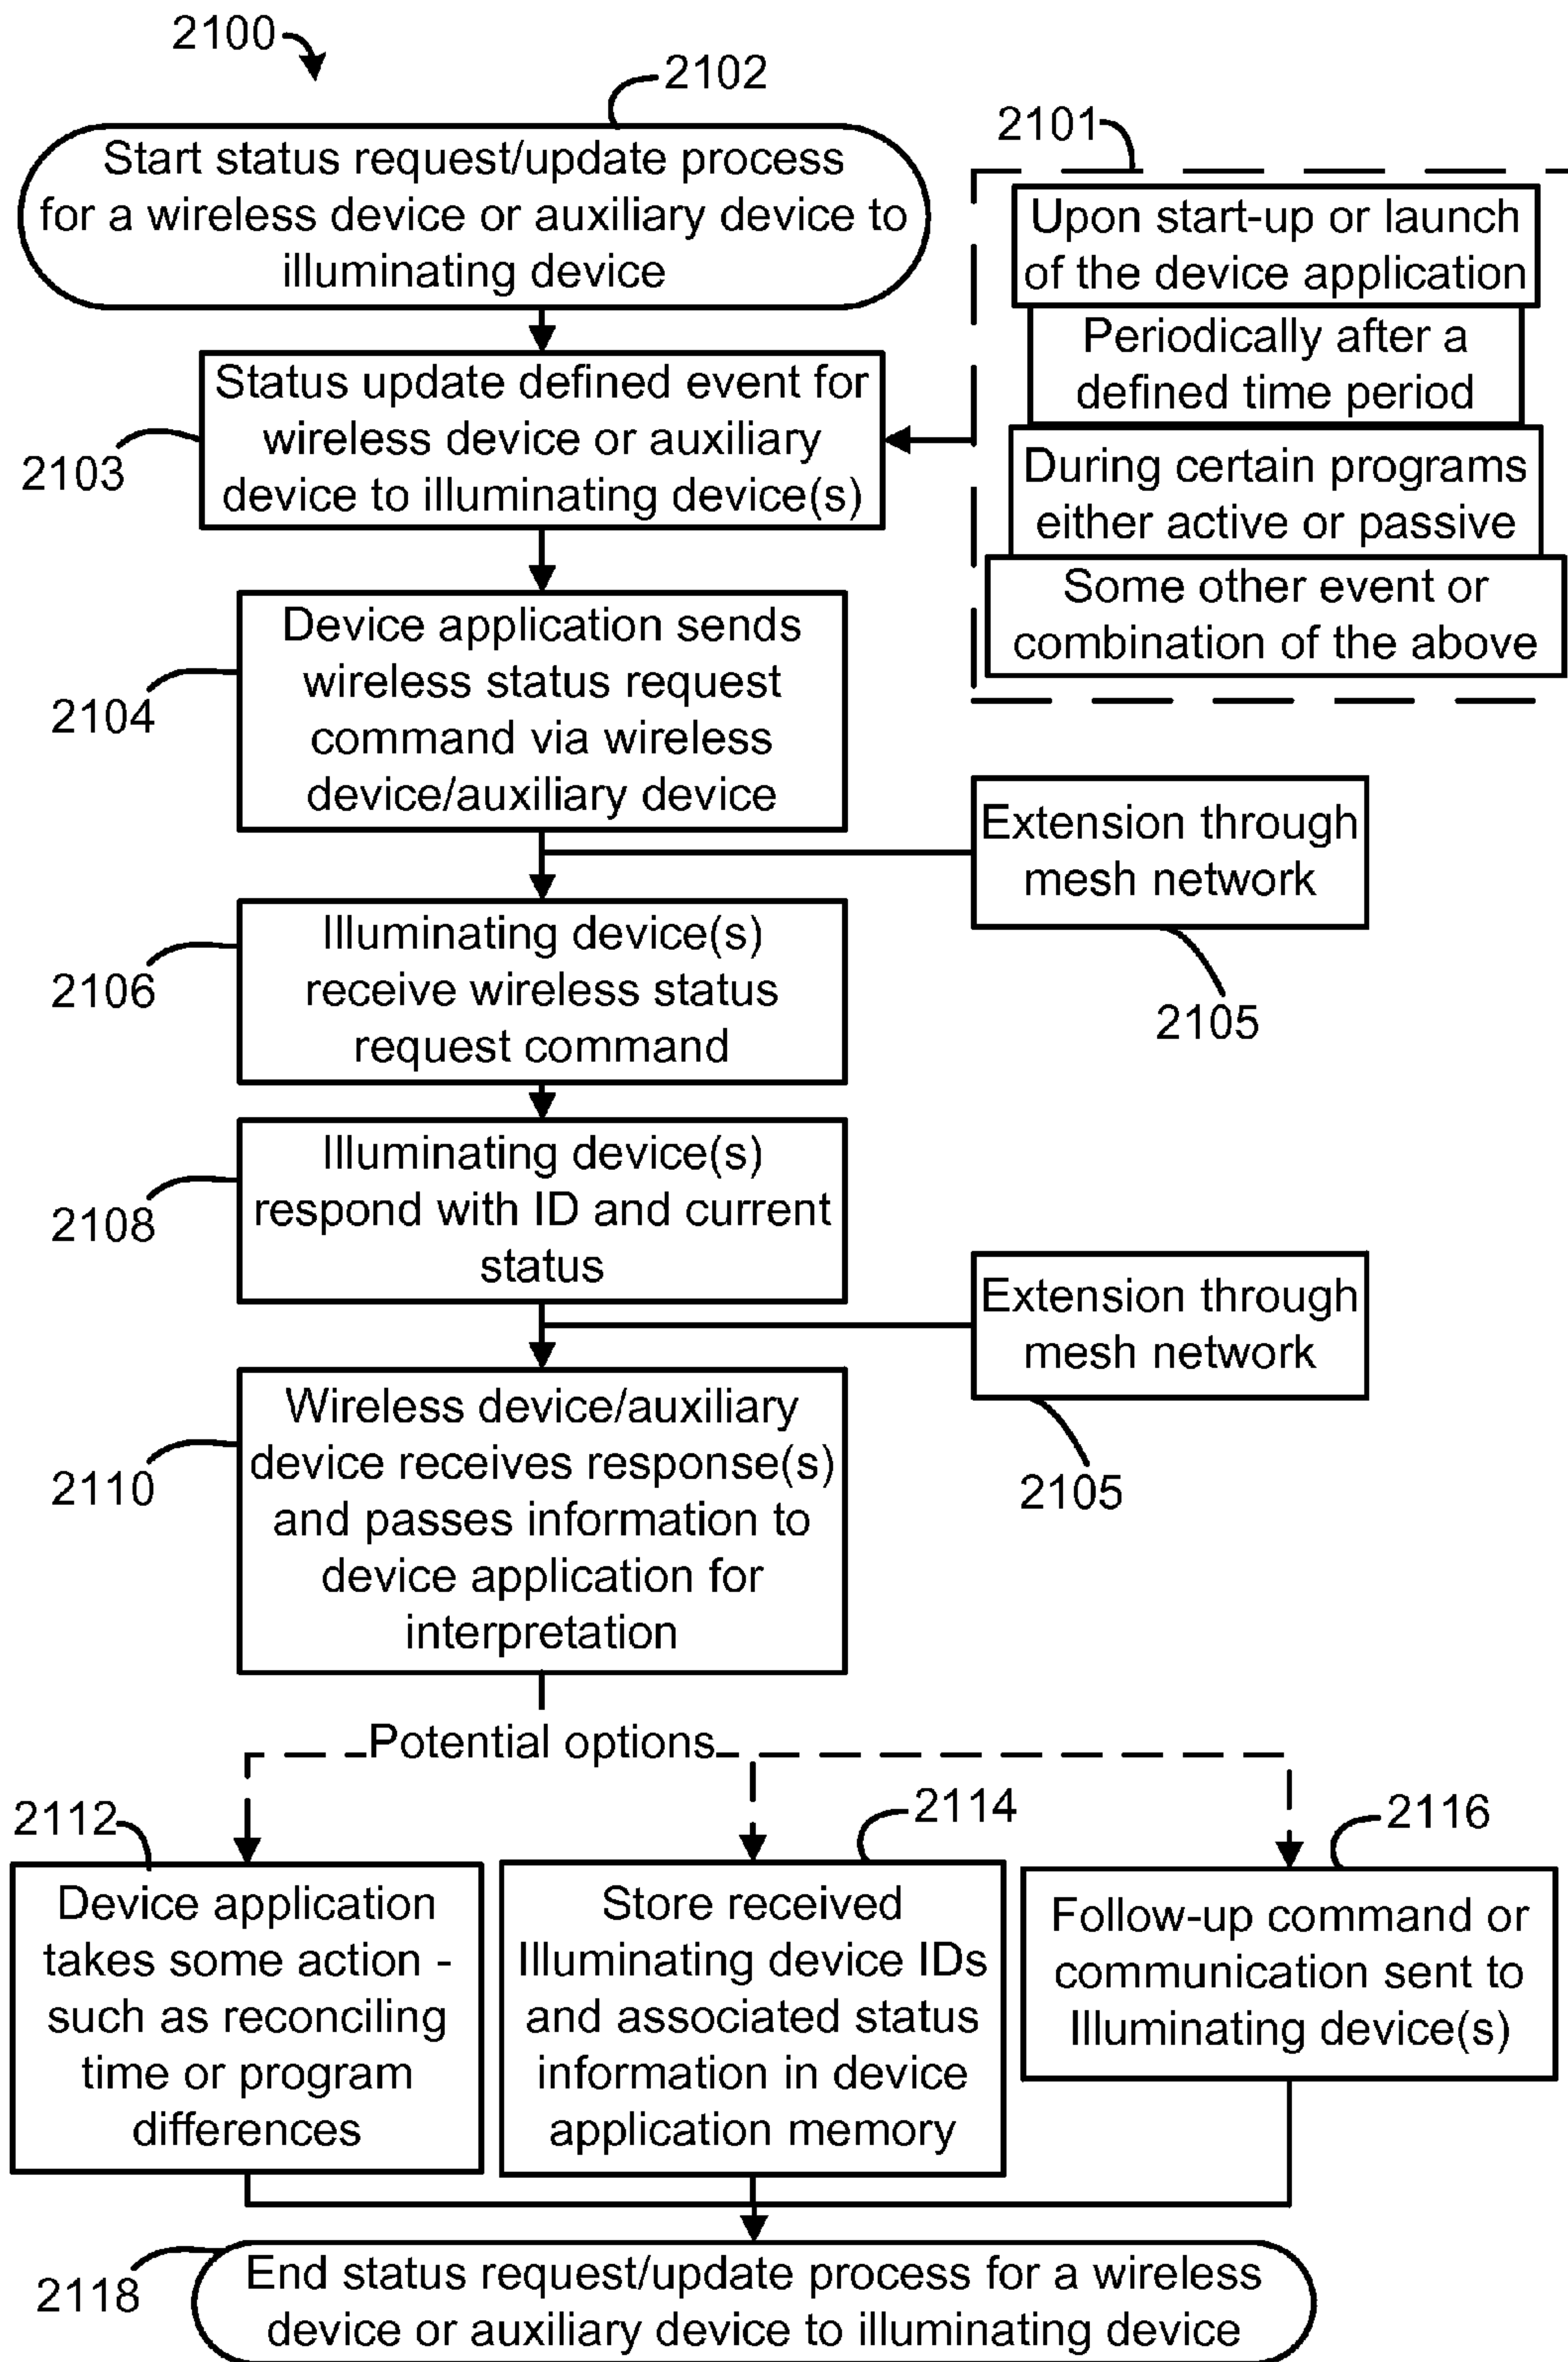 2100
2102
Start status request/update process
for a wireless device or auxiliary device to
illuminating device
2101
Upon start-up or launch
of the device application
Periodically after a
defined time period
During certain programs
either active or passive
Some other event or
combination of the above
Status update defined event for
wireless device or auxiliary
device to illuminating device(s)
2103
Device application sends
wireless status request
command via wireless
device/auxiliary device
2104
Extension through
mesh network
2105
Illuminating device(s)
receive wireless status
request command
2106
Illuminating device(s)
respond with ID and current
status
2108
Extension through
mesh network
2105
Wireless device/auxiliary
device receives response(s)
and passes information to
device application for
interpretation
2110
Potential options
2112
Device application
takes some action -
such as reconciling
time or program
differences
2114
Store received
Illuminating device IDs
and associated status
information in device
application memory
2116
Follow-up command or
communication sent to
Illuminating device(s)
2118
End status request/update process for a wireless
device or auxiliary device to illuminating device